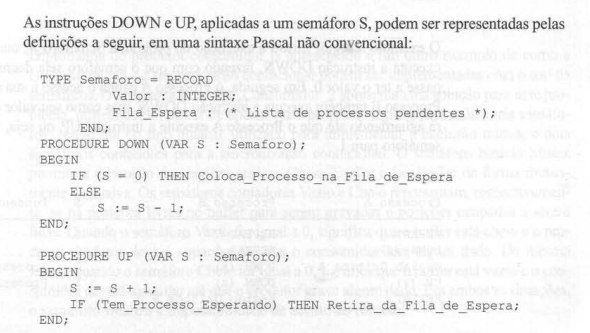 As instruções DOWN e UP, aplicadas a um semáforo S, podem ser representadas pelas
definições a seguir, em uma sintaxe Pascal não convencional:
TYPE Semaforo = RECORD
Valor : INTEGER;
Fila_Espera : (* Lista de processos pendentes *);
END;
PROCEDURE DOWN (VAR S : Semaforo);
BEGIN
IF (S = 0) THEN Coloca_Processo_na_Fila_de_Espera
ELSE
S := S - 1;
END;
PROCEDURE UP (VAR S : Semaforo);
BEGIN
S := S + 1;
IF (Tem_Processo_Esperando) THEN Retira_da_Fila_de_Espera;
END;